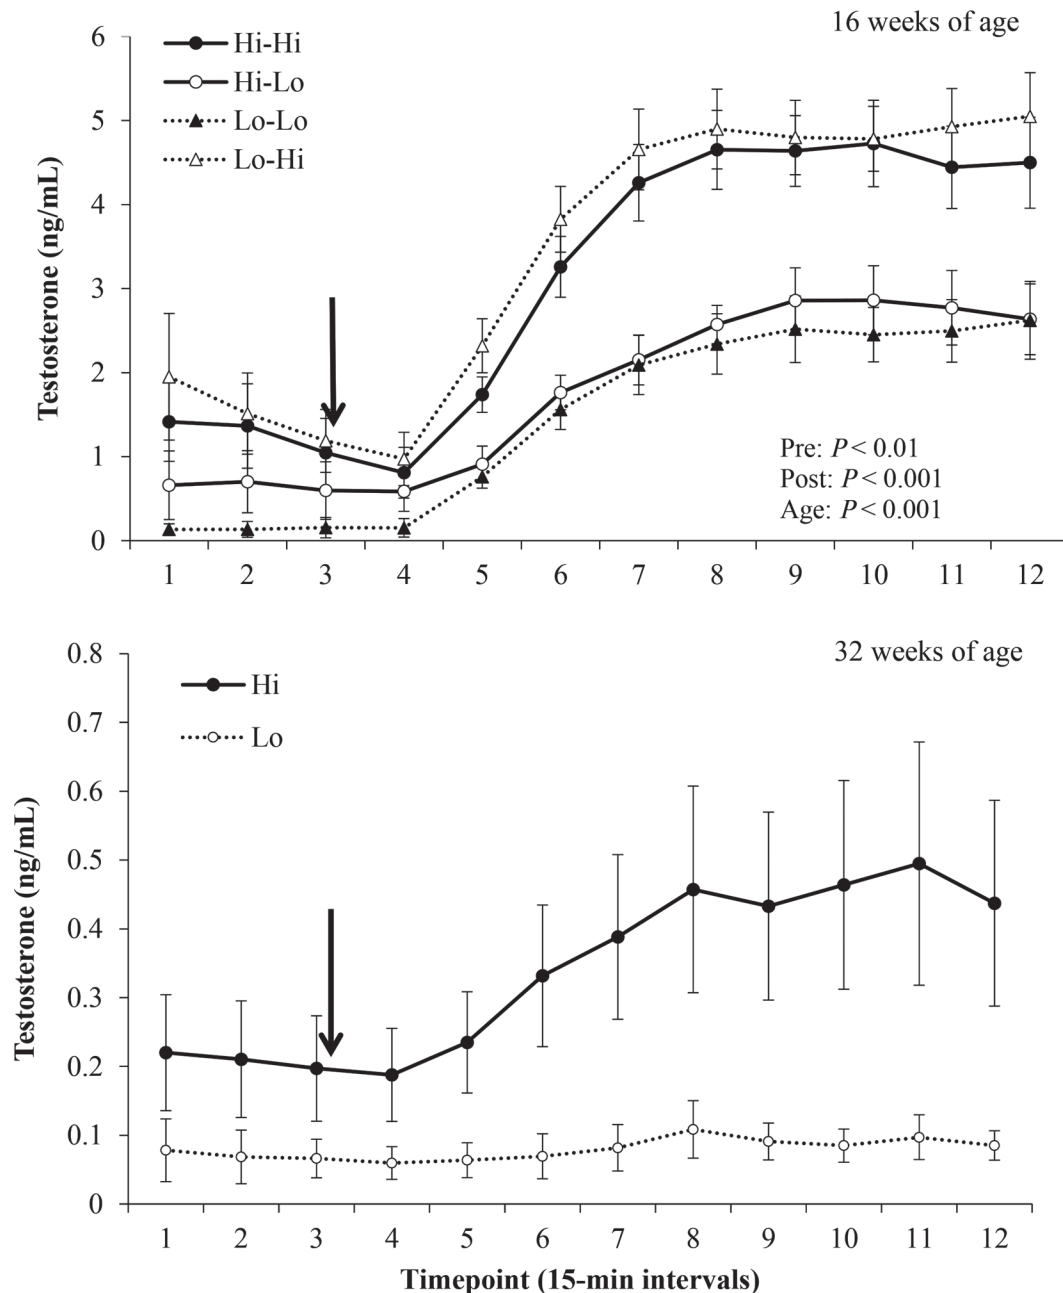 16 weeks of age
6
5
4
3
2
1
0
Testosterone (ng/mL)
Hi-Hi
Hi-Lo
Lo-Lo
Lo-Hi
Pre: P < 0.01
Post: P < 0.001
Age: P < 0.001
1 2 3 4 5 6 7 8 9 10 11 12
32 weeks of age
0.8
0.7
0.6
0.5
0.4
0.3
0.2
0.1
0
Testosterone (ng/mL)
Hi
Lo
1 2 3 4 5 6 7 8 9 10 11 12
Timepoint (15-min intervals)